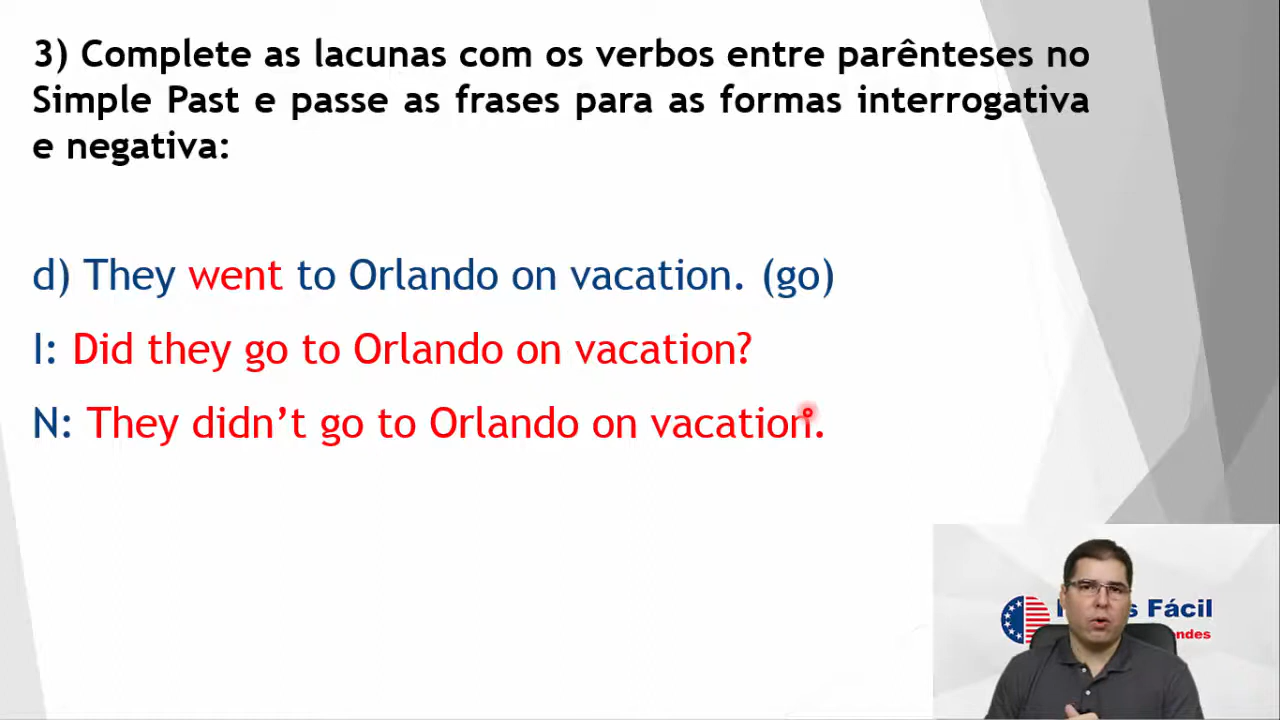 3) Complete as lacunas com os verbos entre parênteses no
Simple Past e passe as frases para as formas interrogativa
e negativa:
d) They went to Orlando on vacation. (go)
I: Did they go to Orlando on vacation?
N: They didn’t go to Orlando on vacation.
Fácil